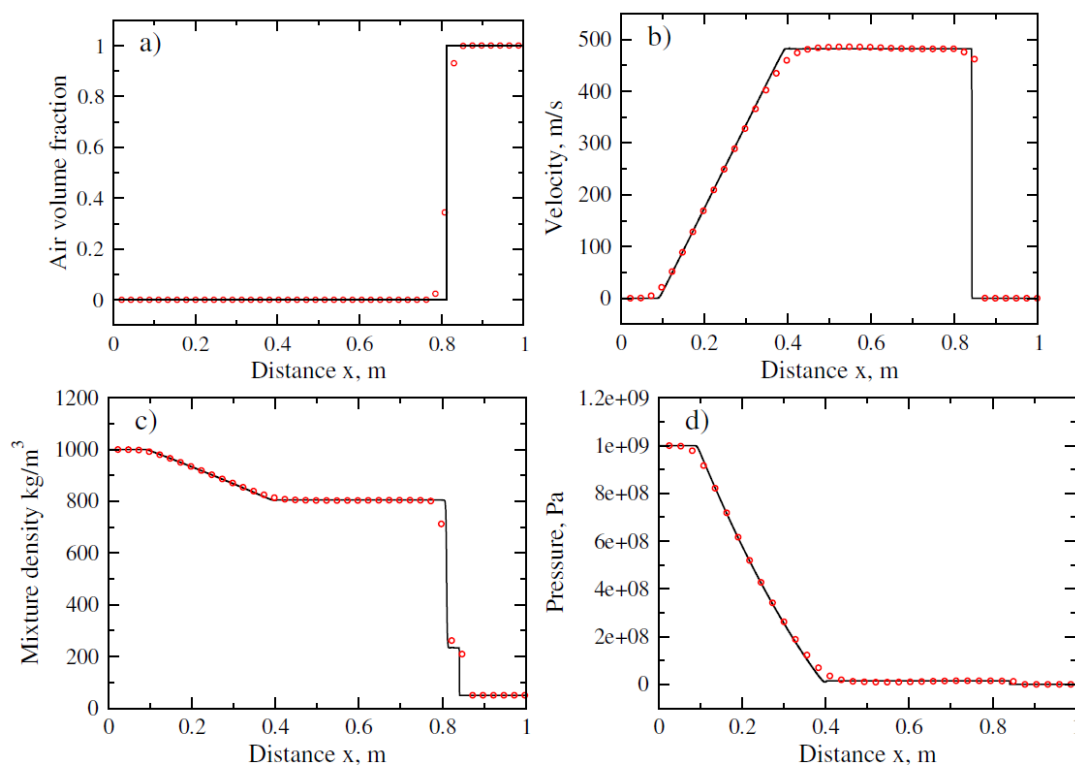 a)
Air volume fraction
1
0.8
0.6
0.4
0.2
0
0 0.2 0.4 0.6 0.8 1
Distance x, m
b)
Velocity, m/s
500
400
300
200
100
0
0 0.2 0.4 0.6 0.8 1
Distance x, m
c)
Mixture density kg/m³
1200
1000
800
600
400
200
0
0 0.2 0.4 0.6 0.8 1
Distance x, m
d)
Pressure, Pa
1.2e+09
1e+09
8e+08
6e+08
4e+08
2e+08
0
0 0.2 0.4 0.6 0.8 1
Distance x, m